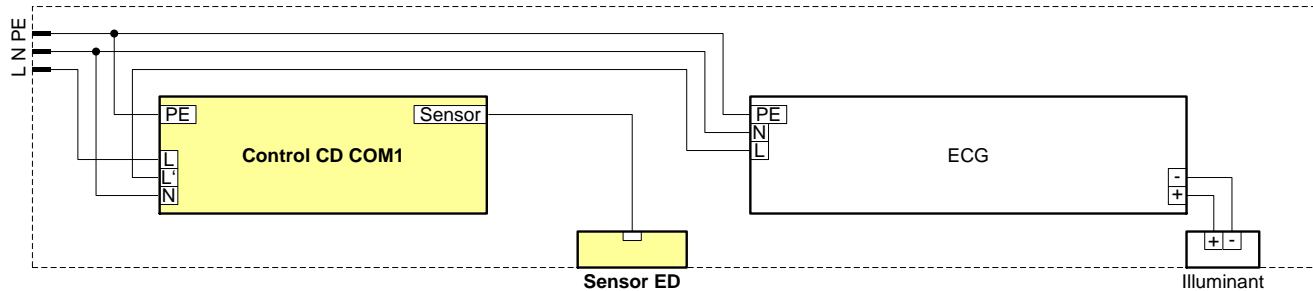 L N PE
PE
Sensor
Control CD COM1
L
L‘
N
PE
N
L
ECG
-
+
+ -
Sensor ED
Illuminant